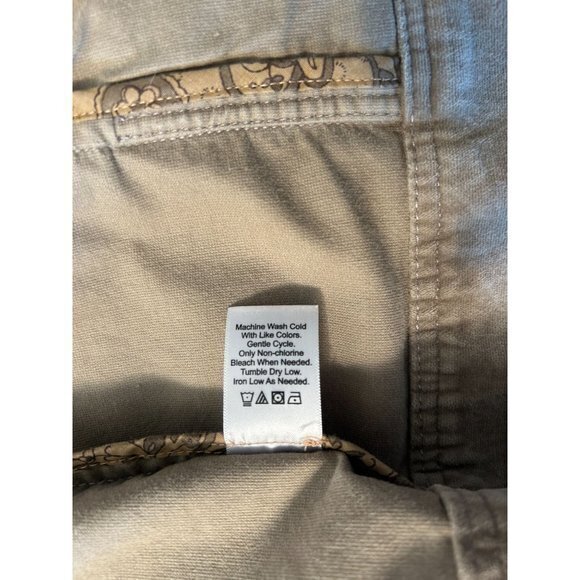 Machine Wash Cold
With Like Colors.
Gentle Cycle.
Only Non-chlorine
Bleach When Needed.
Tumble Dry Low.
Iron Low As Needed.